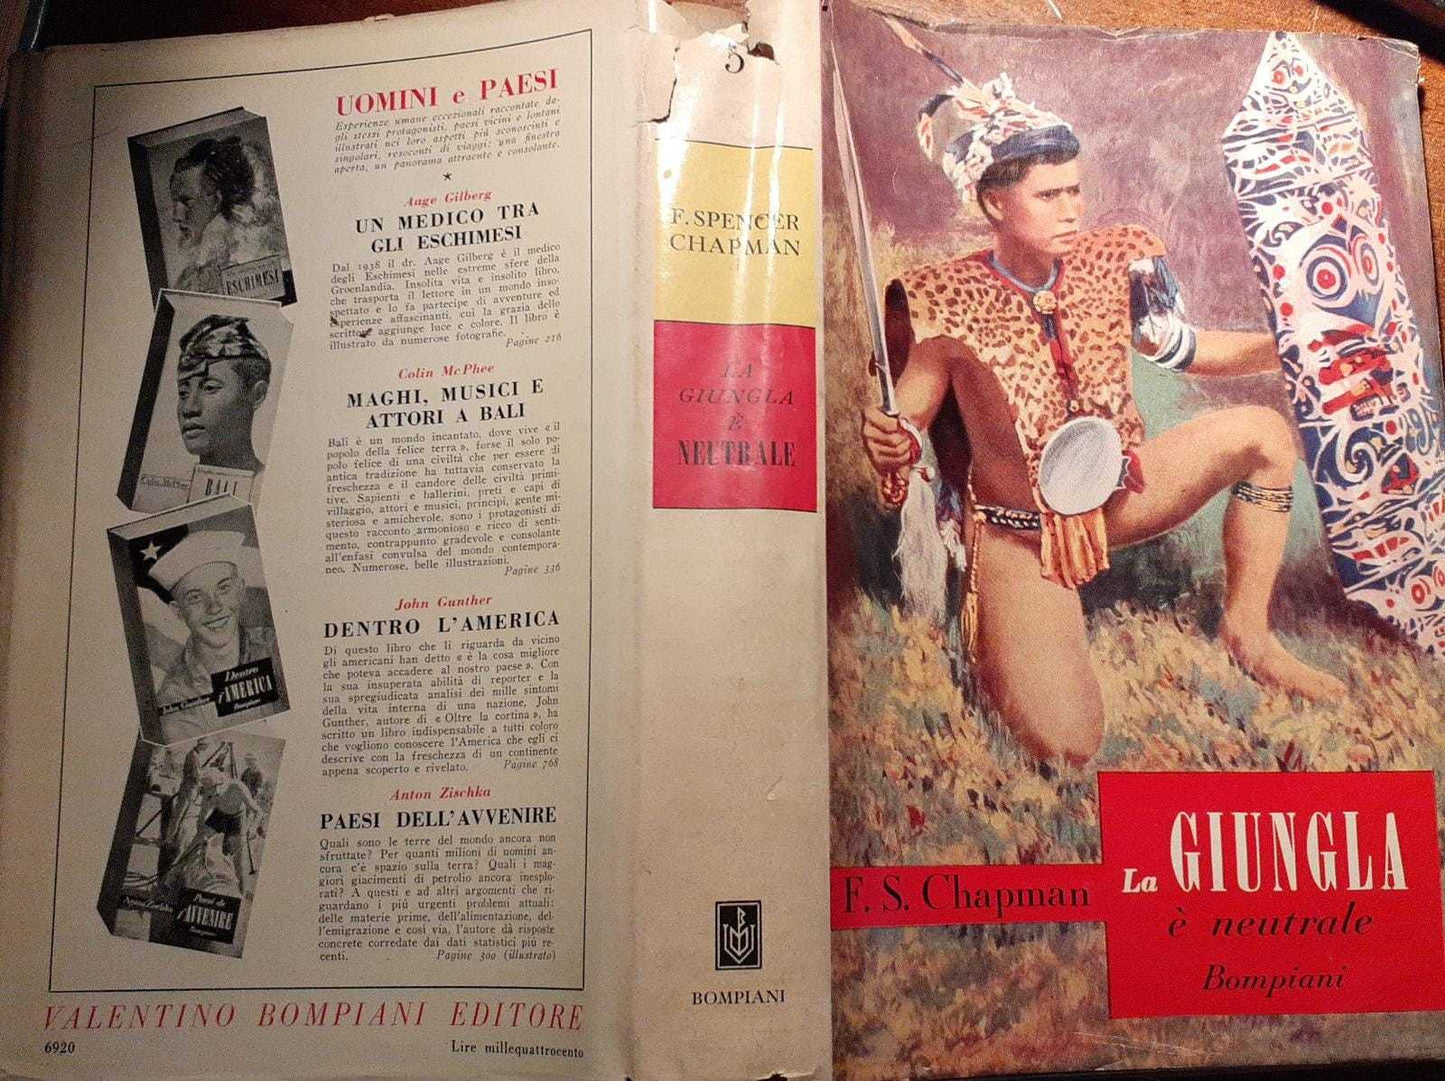 UOMINI e PAESI
Esperienze umane eccezionali raccontate da-
gli stessi protagonisti, paesi vicini e lontani
illustrati nei loro aspetti più sconosciuti e
singolari, resoconti di viaggi: una finestra
aperta, un panorama attraente e consolante.
Aage Gilberg
UN MEDICO TRA
GLI ESCHIMESI
Dal 1938 il dr. Aage Gilberg è il medico
degli Eschimesi nelle estreme sfere della
Groenlandia. Insolita vita e insolito libro,
che trasporta il lettore in un mondo inso-
spettato e lo fa partecipe di avventure ed
esperienze affascinanti, cui la grazia dello
scrittore aggiunge luce e colore. Il libro è
illustrato da numerose fotografie.
Pagine 216
Colin McPhee
MAGHI, MUSICI E
ATTORI A BALI
Bali è un mondo incantato, dove vive « il
popolo della felice terra », forse il solo po-
polo felice di una civiltà che per essere di
antica tradizione ha tuttavia conservato la
freschezza e il candore delle civiltà primi-
tive. Sapienti e ballerini, preti e capi di
villaggio, attori e musici, principi, gente mi-
steriosa e amichevole, sono i protagonisti di
questo racconto armonioso e ricco di senti-
mento, contrappunto gradevole e consolante
all'enfasi convulsa del mondo contempora-
neo. Numerose, belle illustrazioni.
Pagine 336
John Gunther
DENTRO L'AMERICA
Di questo libro che li riguarda da vicino
gli americani han detto « è la cosa migliore
che poteva accadere al nostro paese ». Con
la sua insuperata abilità di reporter e la
sua spregiudicata analisi dei mille sintomi
della vita interna di una nazione, John
Gunther, autore di « Oltre la cortina », ha
scritto un libro indispensabile a tutti coloro
che vogliono conoscere l'America che egli ci
descrive con la freschezza di un continente
appena scoperto e rivelato.
Pagine 768
Anton Zischka
PAESI DELL'AVVENIRE
Quali sono le terre del mondo ancora non
sfruttate? Per quanti milioni di uomini an-
cora c'è spazio sulla terra? Quali i mag-
giori giacimenti di petrolio ancora inesplo-
rati? A questi e ad altri argomenti che ri-
guardano i più urgenti problemi attuali:
delle materie prime, dell'alimentazione, del-
l'emigrazione e così via, l'autore dà risposte
concrete corredate dai dati statistici più re-
centi.
Pagine 300 (illustrato)
ESCHIMESI
Colin McPhee
BALI
Dentro
l'AMERICA
John Gunther
Bompiani
Paesi de
l'AVVENIRE
VALENTINO BOMPIANI EDITORE
6920
Lire millequattrocento
5
F. SPENCER
CHAPMAN
LA
GIUNGLA
È
NEUTRALE
BOMPIANI
F. S. Chapman
La GIUNGLA
è neutrale
Bompiani